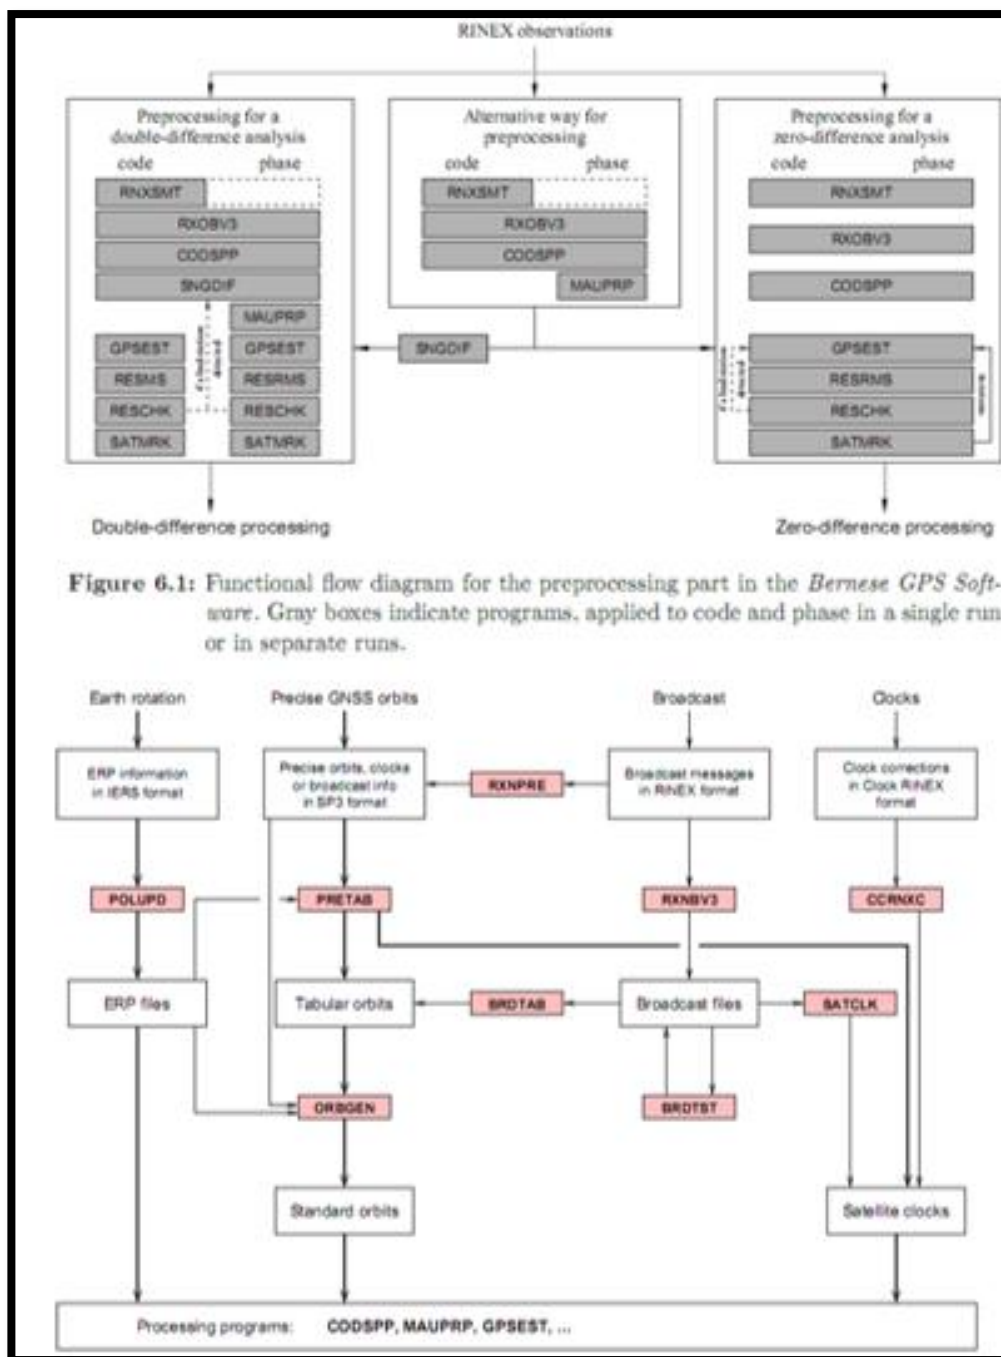 RINEX observations
Preprocessing for a
double-difference analysis
code phase
RNXSMT
RXOBV3
CODSPP
SNGDIF
MAUPRP
GPSEST GPSEST
RESMS RESRMS
RESCHK RESCHK
SATMRK SATMRK
Alternative way for
preprocessing
code phase
RNXSMT
RXOBV3
CODSPP
MAUPRP
SNGDIF
Preprocessing for a
zero-difference analysis
code phase
RNXSMT
RXOBV3
CODSPP
GPSEST
RESRMS
RESCHK
SATMRK
Double-difference processing
Zero-difference processing
Figure 6.1: Functional flow diagram for the preprocessing part in the Bernese GPS Soft-
ware. Gray boxes indicate programs, applied to code and phase in a single run
or in separate runs.
Earth rotation
Precise GNSS orbits
Broadcast
Clocks
ERP information
in IERS format
Precise orbits, clocks
or broadcast info
in SP3 format
RXNPRE
Broadcast messages
in RINEX format
Clock corrections
in Clock RINEX
format
POLUPD
PRETAB
RXNBV3
CCRNXC
ERP files
Tabular orbits
BRDTAB
Broadcast files
SATCLK
ORBGEN
BRDTST
Standard orbits
Satellite clocks
Processing programs: CODSPP, MAUPRP, GPSEST, ...